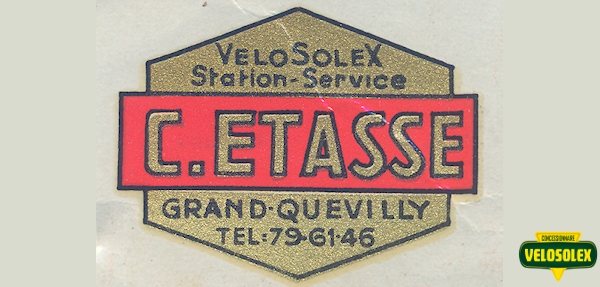 VELOSOLEX
Station-Service
C.ETASSE
GRAND-QUEVILLY
TEL:79-61-46
CONCESSIONNAIRE
VELOSOLEX